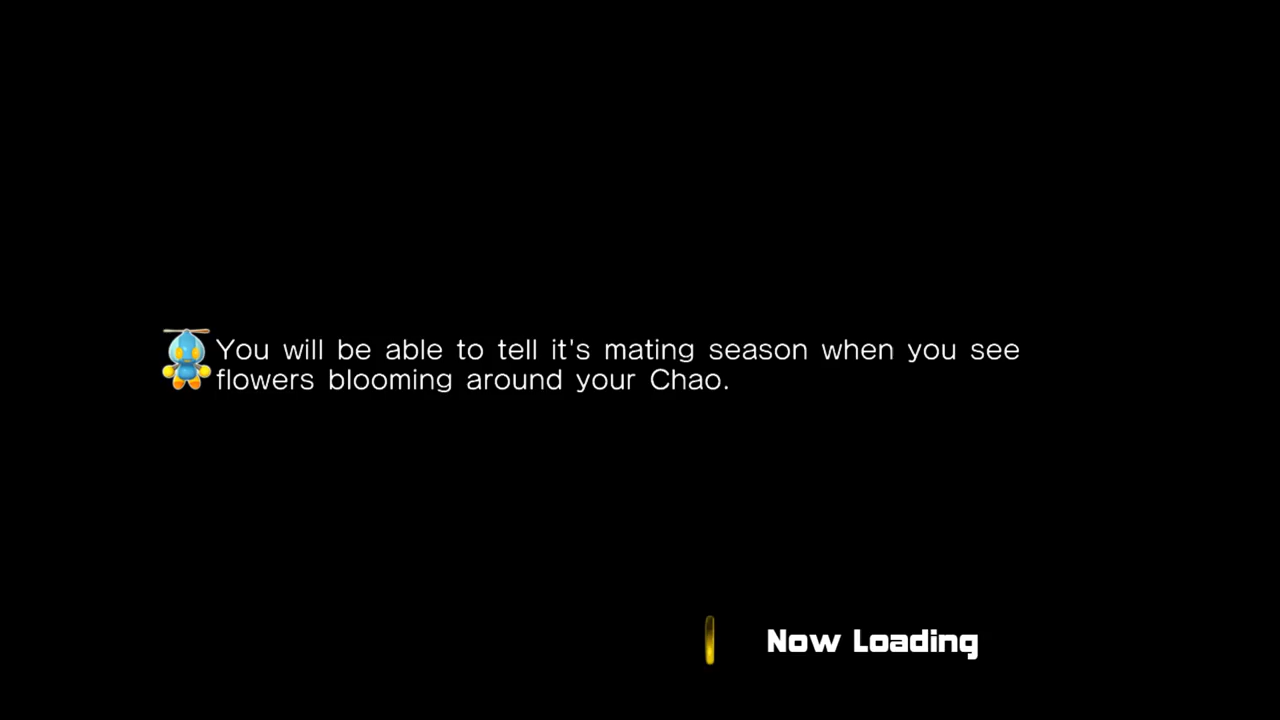 You will be able to tell it's mating season when you see
flowers blooming around your Chao.
Now Loading